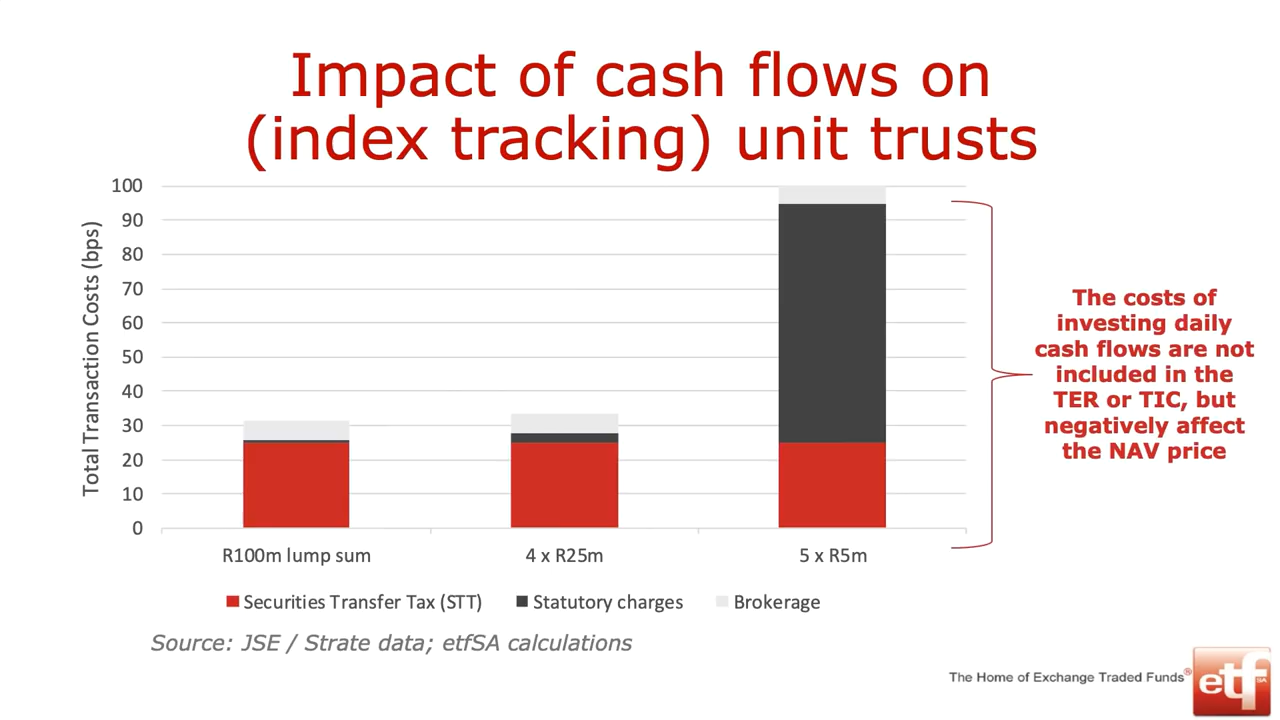 Impact of cash flows on
(index tracking) unit trusts
Total Transaction Costs (bps)
100
90
80
70
60
50
40
30
20
10
0
R100m lump sum
4 x R25m
5 x R5m
Securities Transfer Tax (STT)
Statutory charges
Brokerage
The costs of
investing daily
cash flows are not
included in the
TER or TIC, but
negatively affect
the NAV price
Source: JSE / Strate data; etfSA calculations
The Home of Exchange Traded Funds®
etfSA